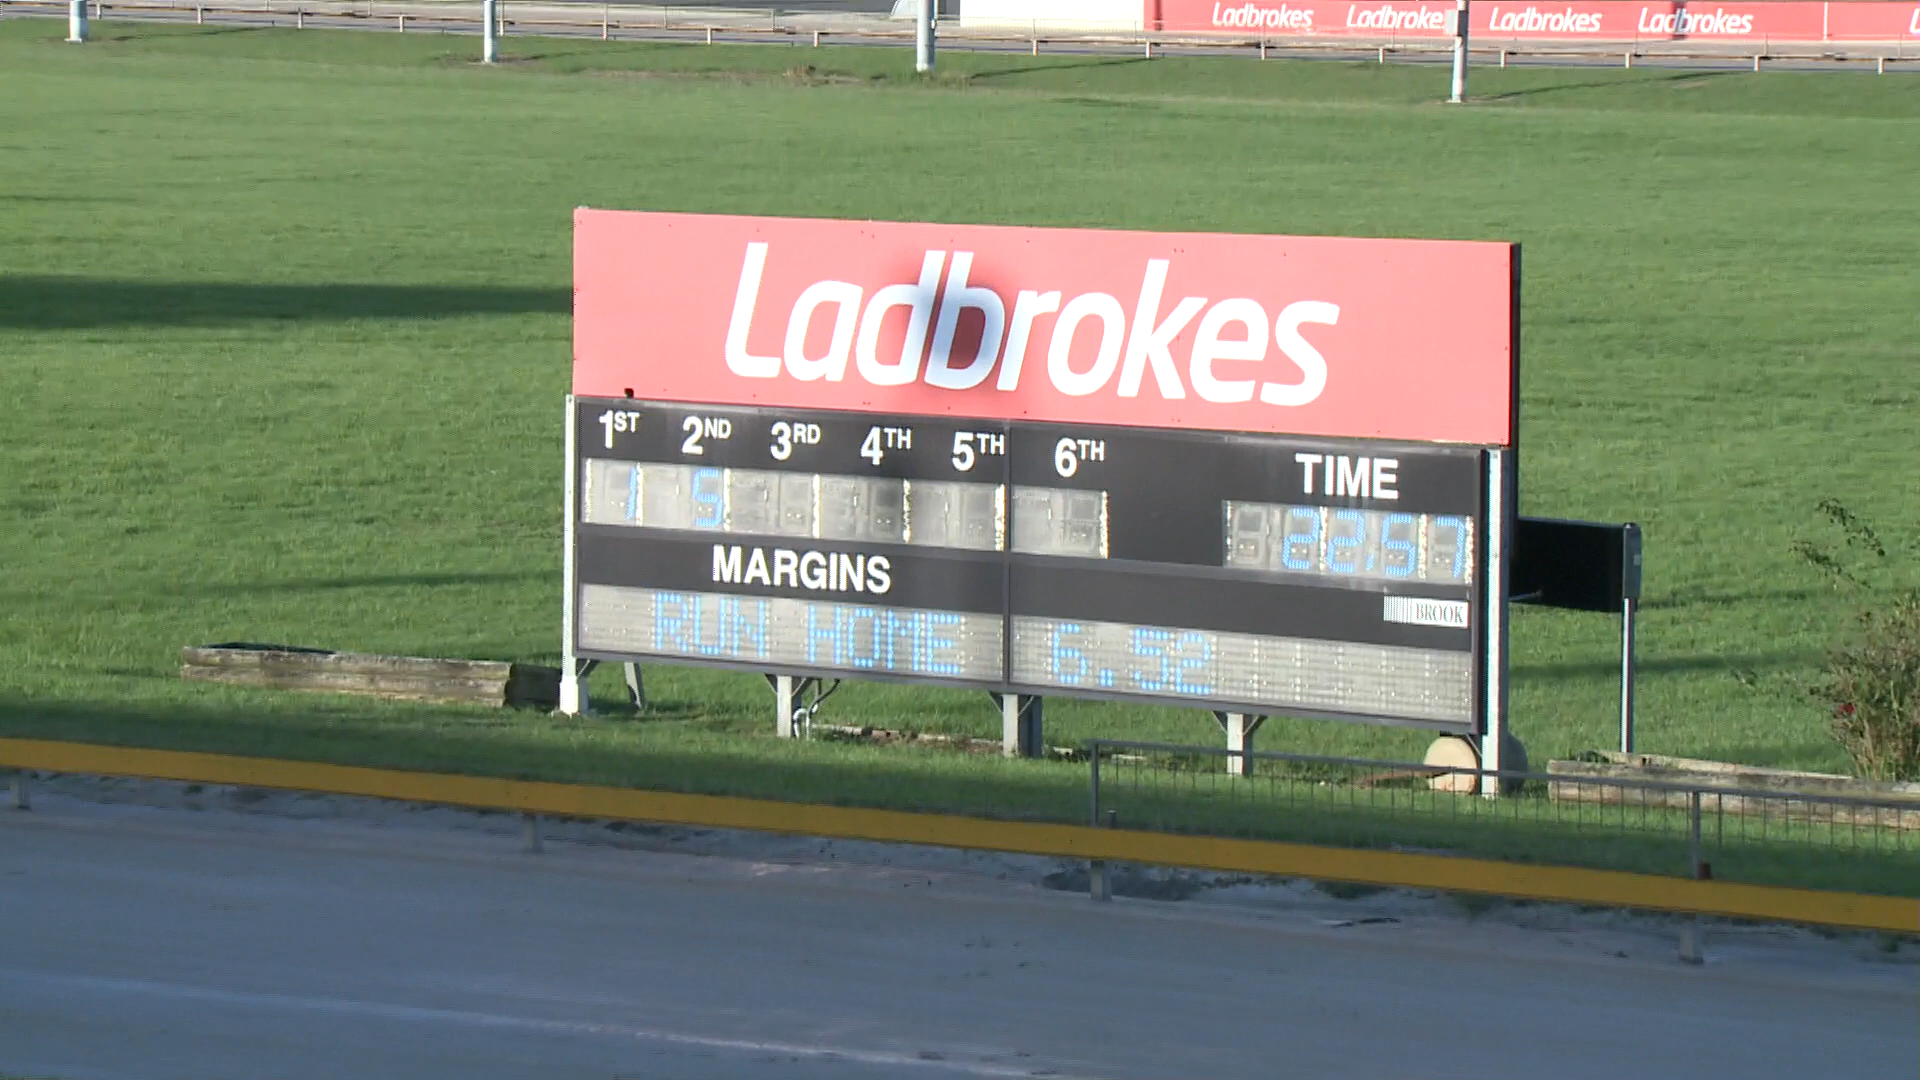 Ladbrokes Ladbroke Ladbrokes Ladbrokes
Ladbrokes
1ST 2ND 3RD 4TH 5TH 6TH TIME
1 5 22.57
MARGINS
BROOK
RUN HOME 6.52